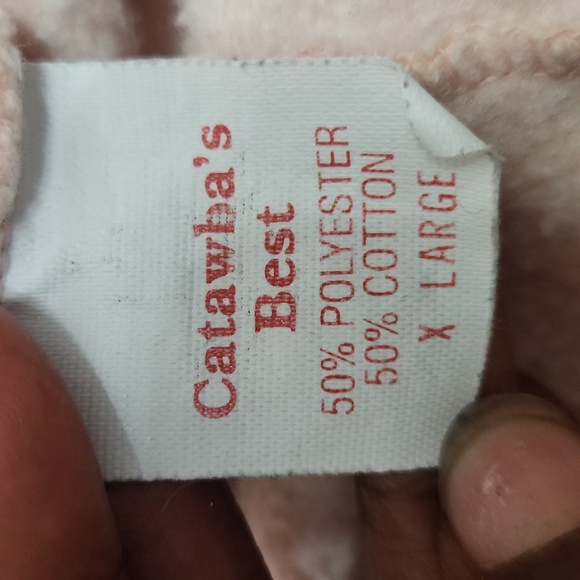 Catawba's
Best
50% POLYESTER
50% COTTON
X LARGE